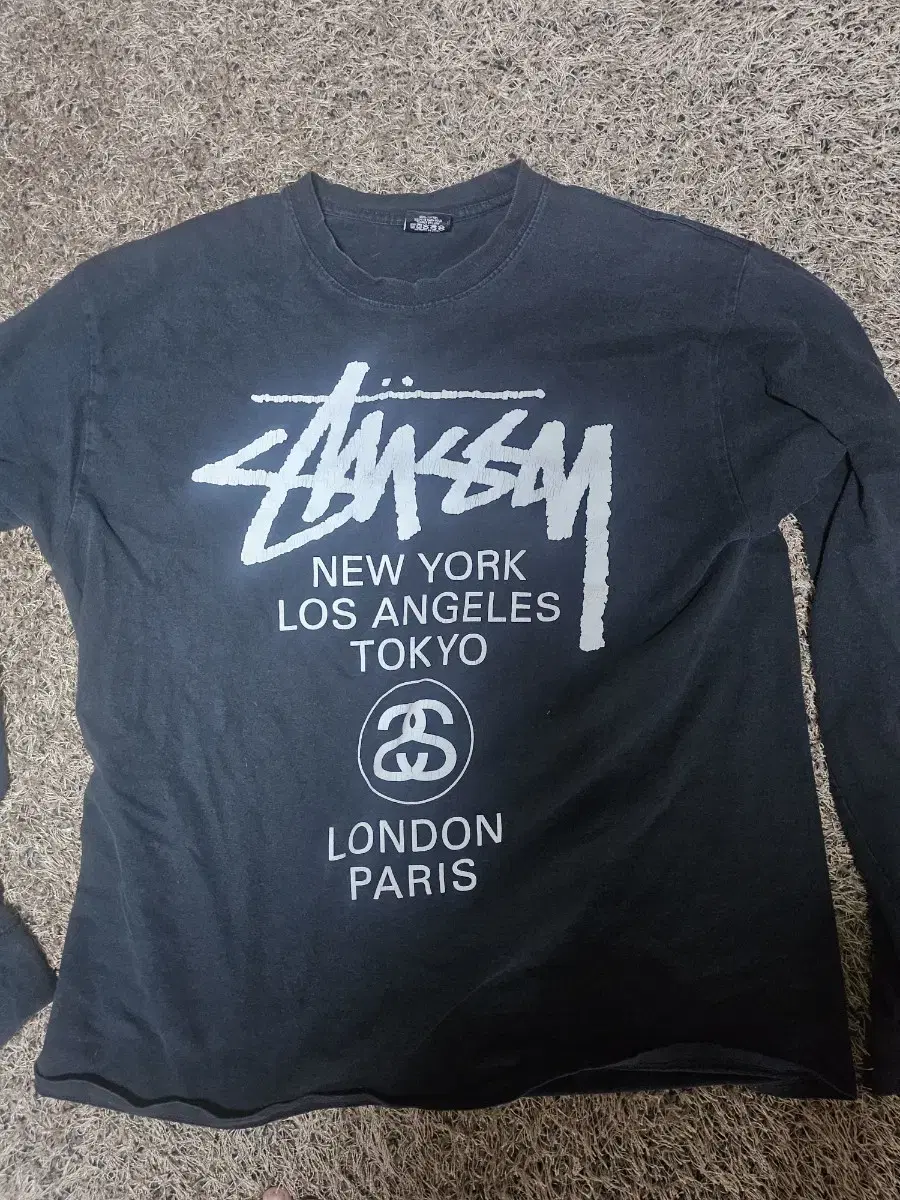 Stüssy
NEW YORK
LOS ANGELES
TOKYO
LONDON
PARIS